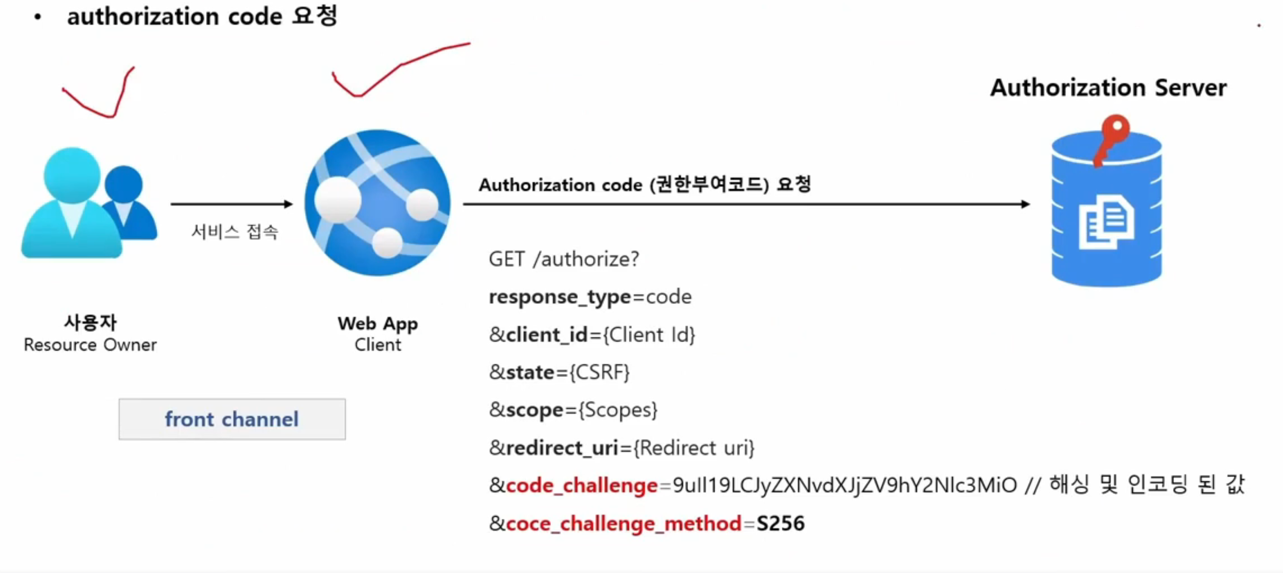 • authorization code 요청
Authorization Server
Authorization code (권한부여코드) 요청
서비스 접속
GET /authorize?
response_type=code
사용자
Resource Owner
Web App
Client
&client_id={Client Id}
&state={CSRF}
&scope={Scopes}
front channel
&redirect_uri={Redirect uri}
&code_challenge=9uIl19LCJyZXNvdXJjZV9hY2Nlc3MiO // 해싱 및 인코딩 된 값
&coce_challenge_method=S256